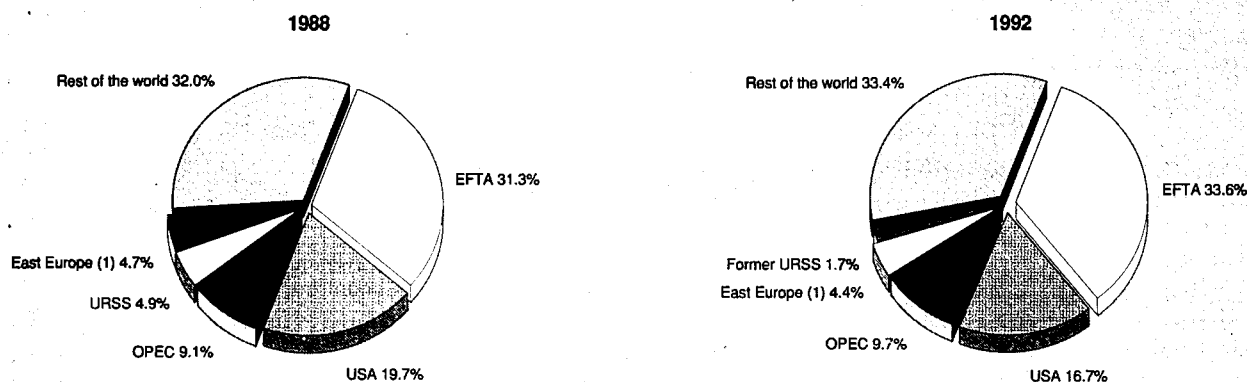 1988
Rest of the world 32.0%
EFTA 31.3%
East Europe (1) 4.7%
URSS 4.9%
OPEC 9.1%
USA 19.7%
1992
Rest of the world 33.4%
EFTA 33.6%
Former URSS 1.7%
East Europe (1) 4.4%
OPEC 9.7%
USA 16.7%